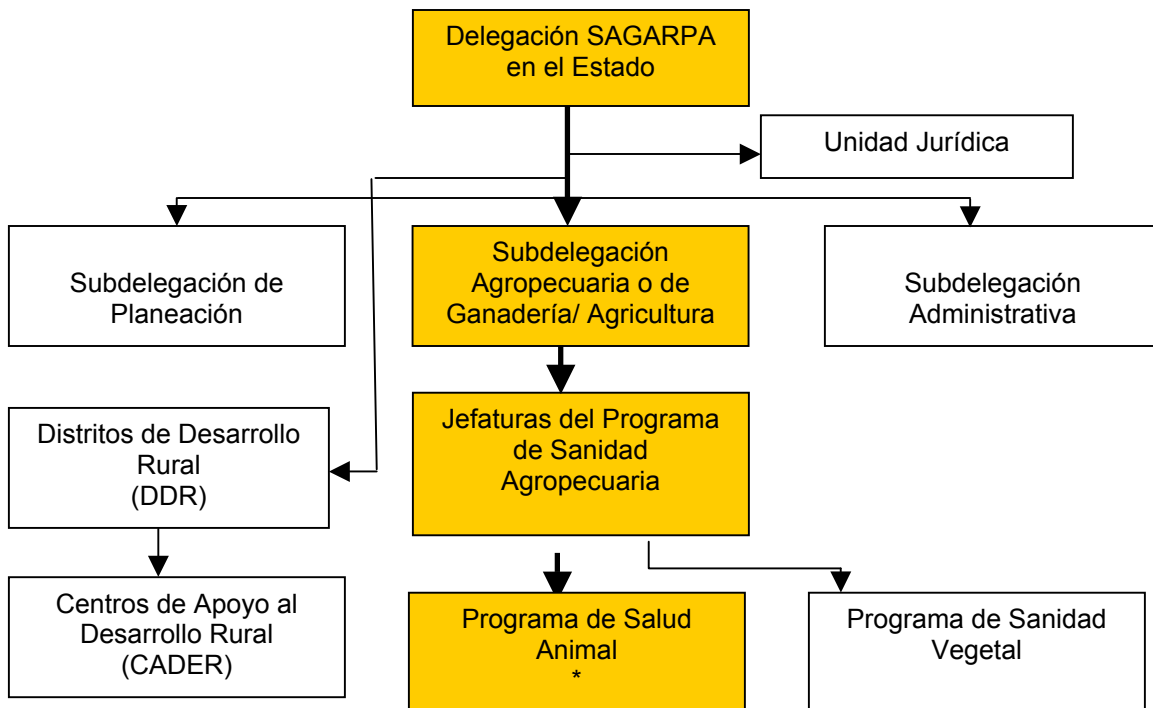 Delegación SAGARPA
en el Estado
Unidad Jurídica
Subdelegación de
Planeación
Subdelegación
Agropecuaria o de
Ganadería/ Agricultura
Subdelegación
Administrativa
Distritos de Desarrollo
Rural
(DDR)
Jefaturas del Programa
de Sanidad
Agropecuaria
Centros de Apoyo al
Desarrollo Rural
(CADER)
Programa de Salud
Animal
*
Programa de Sanidad
Vegetal